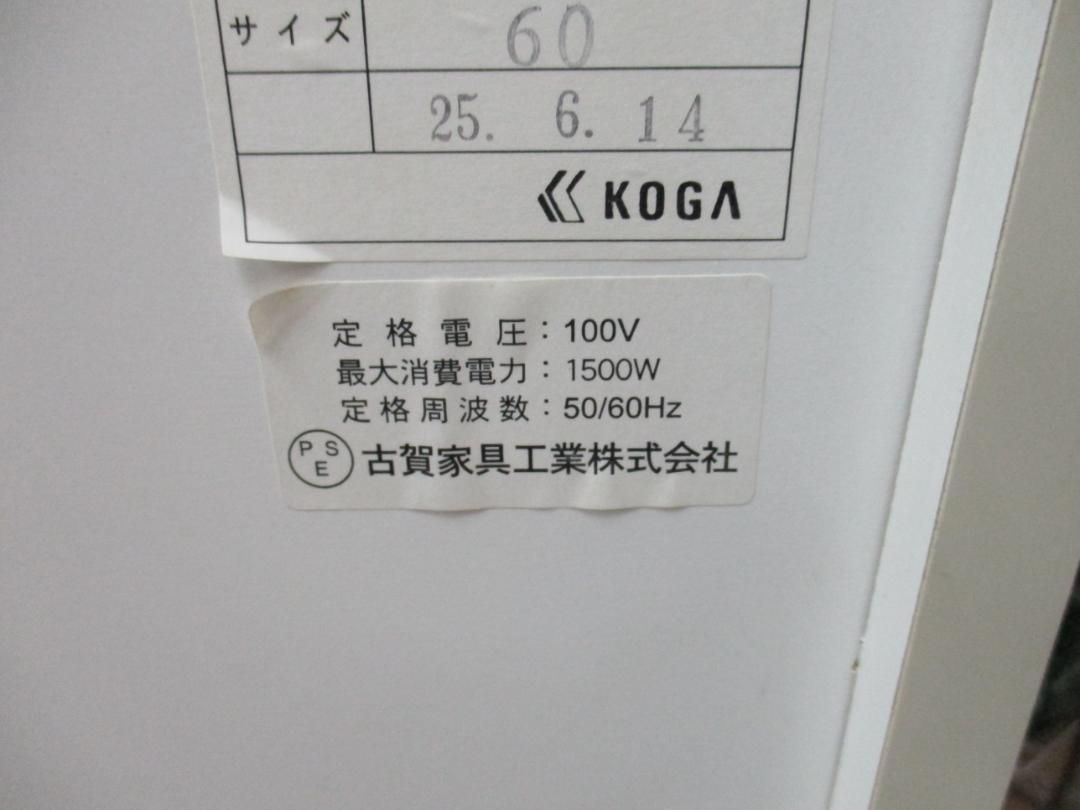 サイズ 60
25. 6. 14
KOGA
定格電圧：100V
最大消費電力：1500W
定格周波数：50/60Hz
PSE 古賀家具工業株式会社